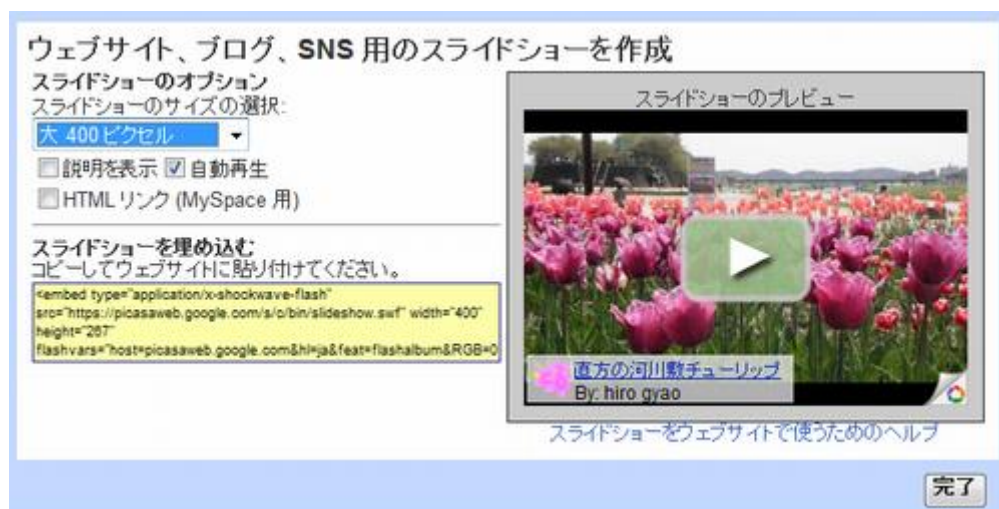 ウェブサイト、ブログ、SNS 用のスライドショーを作成
スライドショーのオプション
スライドショーのサイズの選択:
大 400 ピクセル
説明を表示 自動再生
HTML リンク (MySpace 用)
スライドショーを埋め込む
コピーしてウェブサイトに貼り付けてください。
<embed type="application/x-shockwave-flash"
src="https://picasaweb.google.com/s/c/bin/slideshow.swf" width="400"
height="267"
flashvars="host=picasaweb.google.com&hl=ja&feat=flashalbum&RGB=0
スライドショーのプレビュー
直方の河川敷チューリップ
By: hiro gyao
スライドショーをウェブサイトで使うためのヘルプ
完了